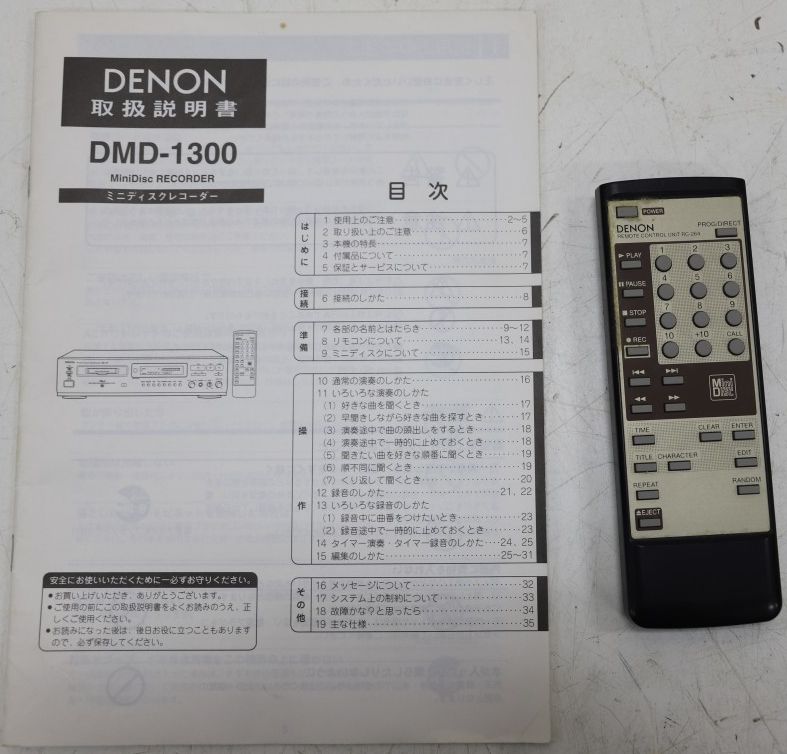 DENON
取扱説明書
DMD-1300
MiniDisc RECORDER
ミニディスクレコーダー
目次
はじめに
1 使用上のご注意 2～5
2 取り扱い上のご注意 6
3 本機の特長 7
4 付属品について 7
5 保証とサービスについて 7
接続
6 接続のしかた 8
準備
7 各部の名前とはたらき 9～12
8 リモコンについて 13, 14
9 ミニディスクについて 15
操作
10 通常の演奏のしかた 16
11 いろいろな演奏のしかた
(1) 好きな曲を聞くとき 17
(2) 早聞きしながら好きな曲を探すとき 17
(3) 演奏途中で曲の頭出しをするとき 18
(4) 演奏途中で一時的に止めておくとき 18
(5) 聞きたい曲を好きな順番に聞くとき 19
(6) 順不同に聞くとき 19
(7) くり返して聞くとき 20
12 録音のしかた 21, 22
13 いろいろな録音のしかた
(1) 録音中に曲番をつけたいとき 23
(2) 録音途中で一時的に止めておくとき 23
14 タイマー演奏・タイマー録音のしかた 24, 25
15 編集のしかた 25～31
その他
16 メッセージについて 32
17 システム上の制約について 33
18 故障かな?と思ったら 34
19 主な仕様 35
安全にお使いいただくために一必ずお守りください。
●お買い上げいただき、ありがとうございます。
●ご使用の前にこの取扱説明書をよくお読みのうえ、正
しくご使用ください。
●お読みになった後は、後日お役に立つこともあります
ので、必ず保存してください。
POWER
DENON
REMOTE CONTROL UNIT RC-264
PROG/DIRECT
▶ PLAY
1 2 3
▮▮ PAUSE
4 5 6
■ STOP
7 8 9
● REC
10 +10 CALL
Mini Disc
TIME
CLEAR ENTER
TITLE CHARACTER EDIT
REPEAT RANDOM
⏏EJECT